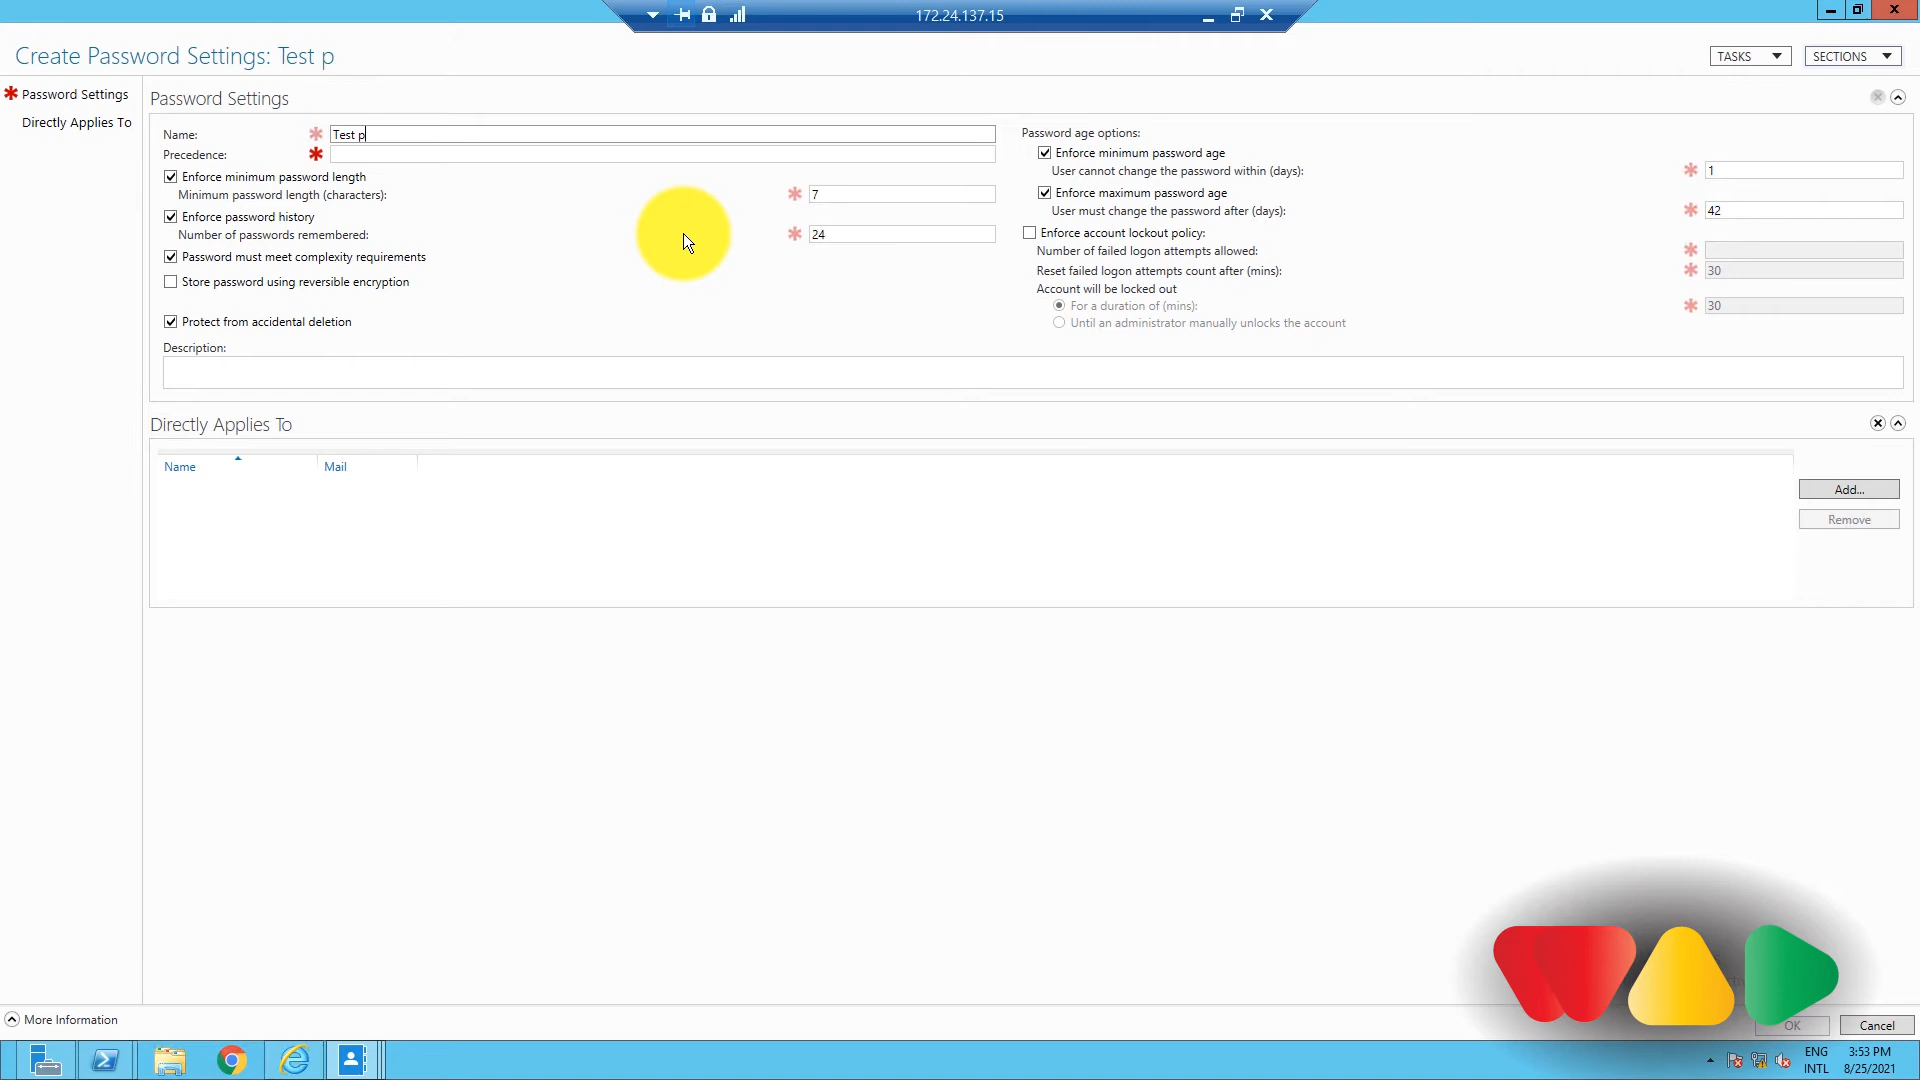 172.24.137.15
Create Password Settings: Test p
TASKS
SECTIONS
Password Settings
Directly Applies To
Password Settings
Name:
Test p
Precedence:
Enforce minimum password length
Minimum password length (characters):
7
Enforce password history
Number of passwords remembered:
24
Password must meet complexity requirements
Store password using reversible encryption
Protect from accidental deletion
Description:
Password age options:
Enforce minimum password age
User cannot change the password within (days):
1
Enforce maximum password age
User must change the password after (days):
42
Enforce account lockout policy:
Number of failed logon attempts allowed:
Reset failed logon attempts count after (mins):
30
Account will be locked out
For a duration of (mins):
30
Until an administrator manually unlocks the account
Directly Applies To
Name
Mail
Add...
Remove
More Information
OK
Cancel
ENG
INTL
3:53 PM
8/25/2021